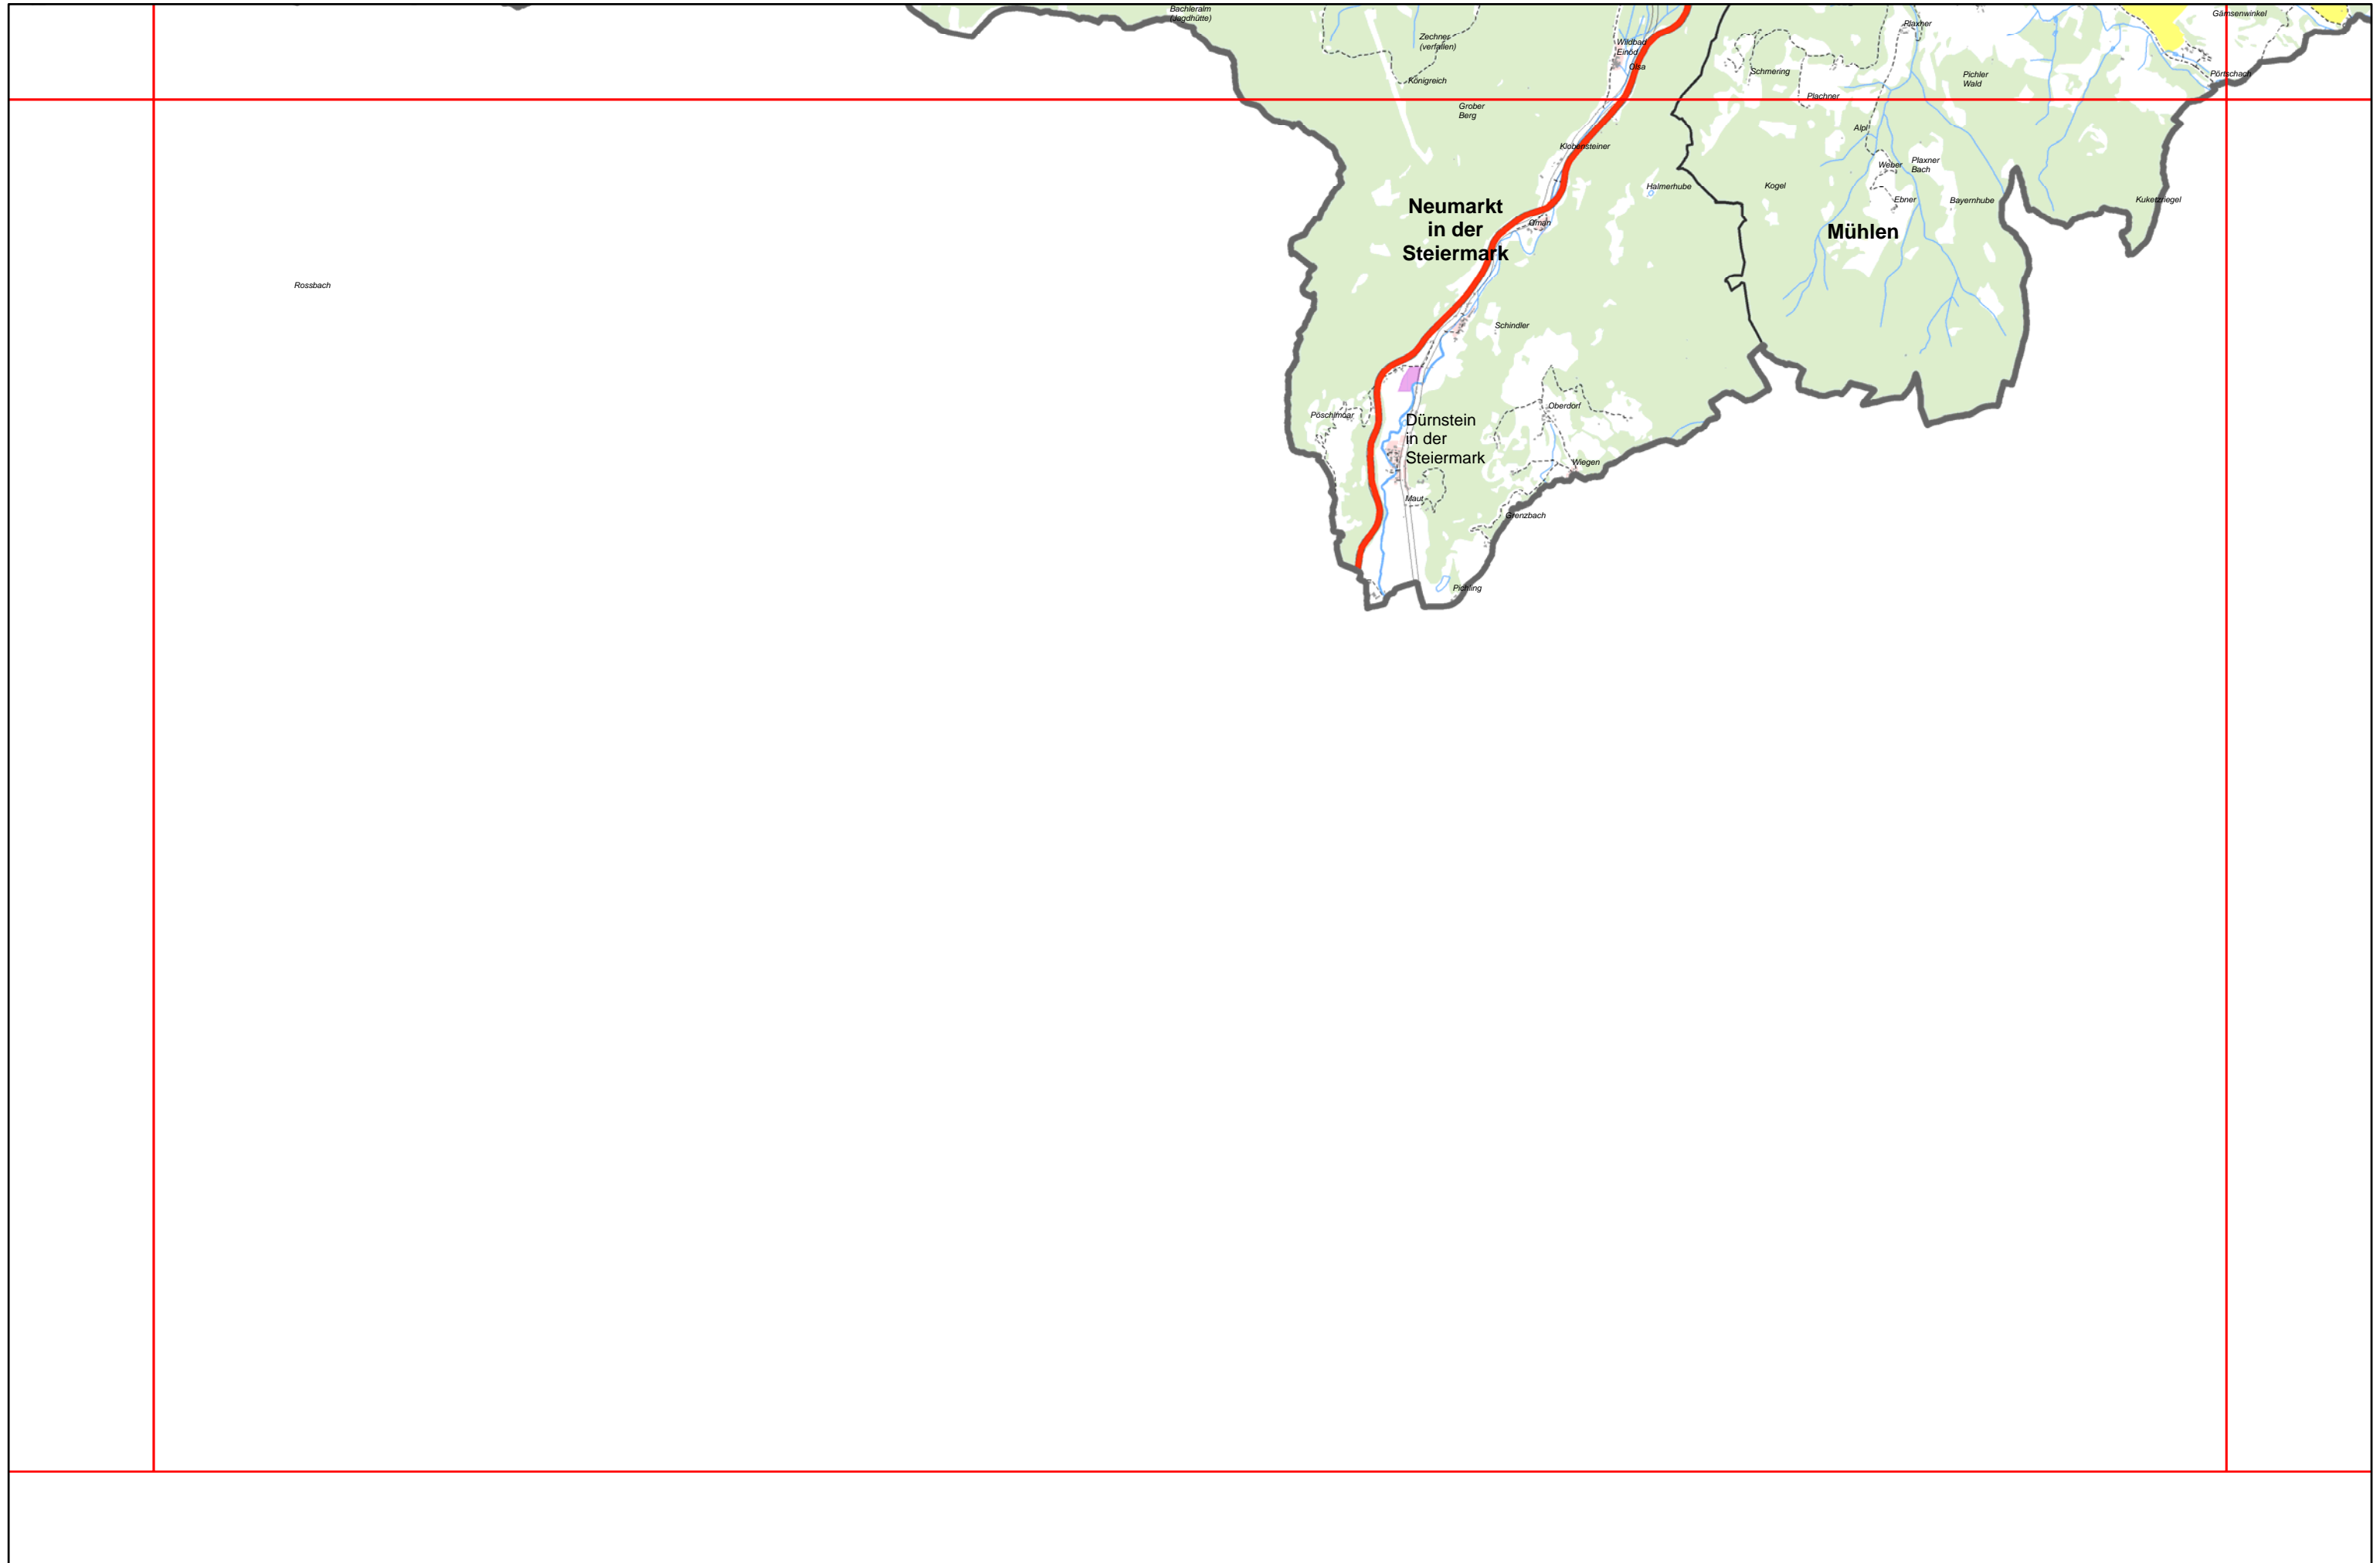 Bachleralm
(Jagdhütte)
Gämsenwinkel
Plaxner
Zechner
(verfallen)
Wildbad
Einöd
Olsa
Schmering
Pichler
Wald
Pörtschach
Königreich
Plachner
Grober
Berg
Alpl
Klobensteiner
Weber
Plaxner
Bach
Halmerhube
Kogel
Ebner
Bayernhube
Kuketzriegel
Neumarkt
in der
Steiermark
Olman
Mühlen
Rossbach
Schindler
Oberdorf
Pöschlmoar
Dürnstein
in der
Steiermark
Wiegen
Maut
Grenzbach
Pichling